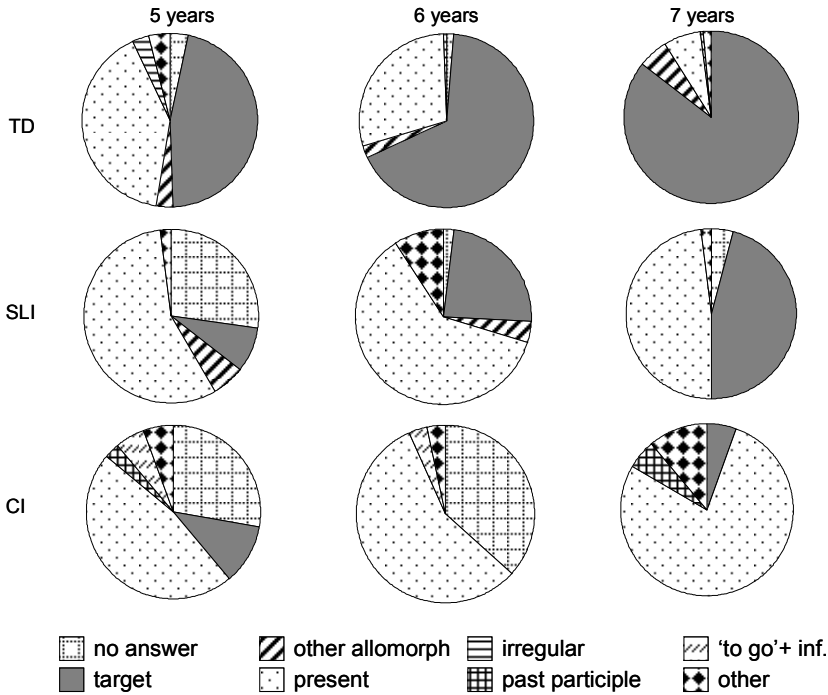 5 years 6 years 7 years
TD
SLI
CI
no answer other allomorph irregular ‘to go’+ inf.
target present past participle other